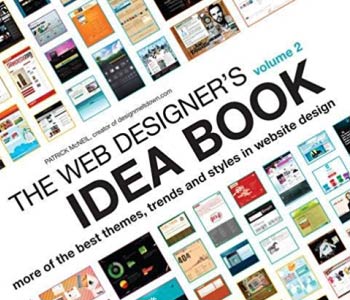 PATRICK McNEIL, creator of designmeltdown.com
THE WEB DESIGNER'S volume 2
IDEA BOOK
more of the best themes, trends and styles in website design
404